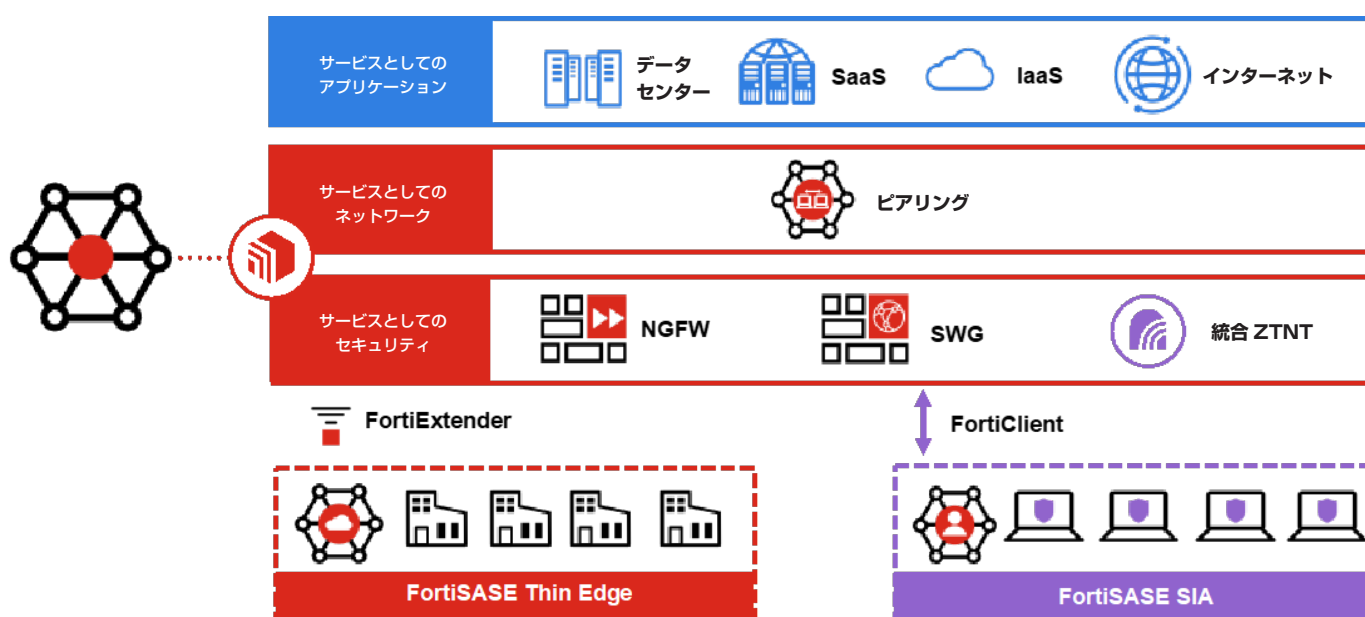 サービスとしての
アプリケーション
データ
センター
SaaS
IaaS
インターネット
サービスとしての
ネットワーク
ピアリング
サービスとしての
セキュリティ
NGFW
SWG
統合 ZTNT
FortiExtender
FortiClient
FortiSASE Thin Edge
FortiSASE SIA